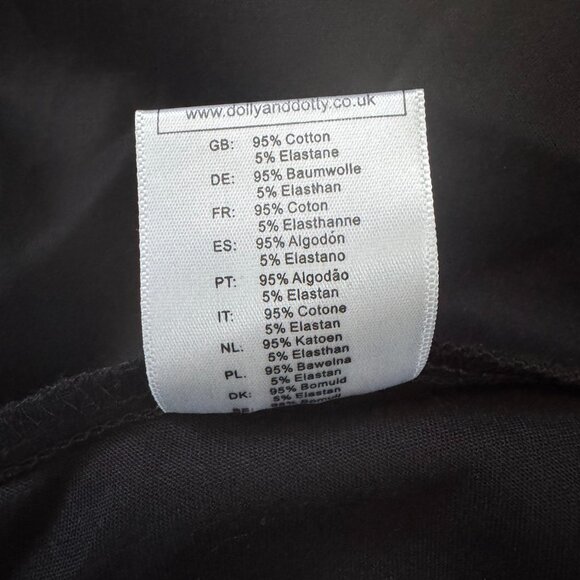 www.dollyanddotty.co.uk
GB: 95% Cotton
5% Elastane
DE: 95% Baumwolle
5% Elasthan
FR: 95% Coton
5% Elasthanne
ES: 95% Algodón
5% Elastano
PT: 95% Algodão
5% Elastan
IT: 95% Cotone
5% Elastan
NL: 95% Katoen
5% Elasthan
PL: 95% Bawelna
5% Elastan
DK: 95% Bomuld
5% Elastan